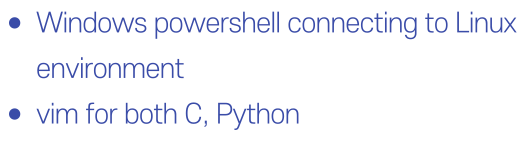 • Windows powershell connecting to Linux
environment
• vim for both C, Python